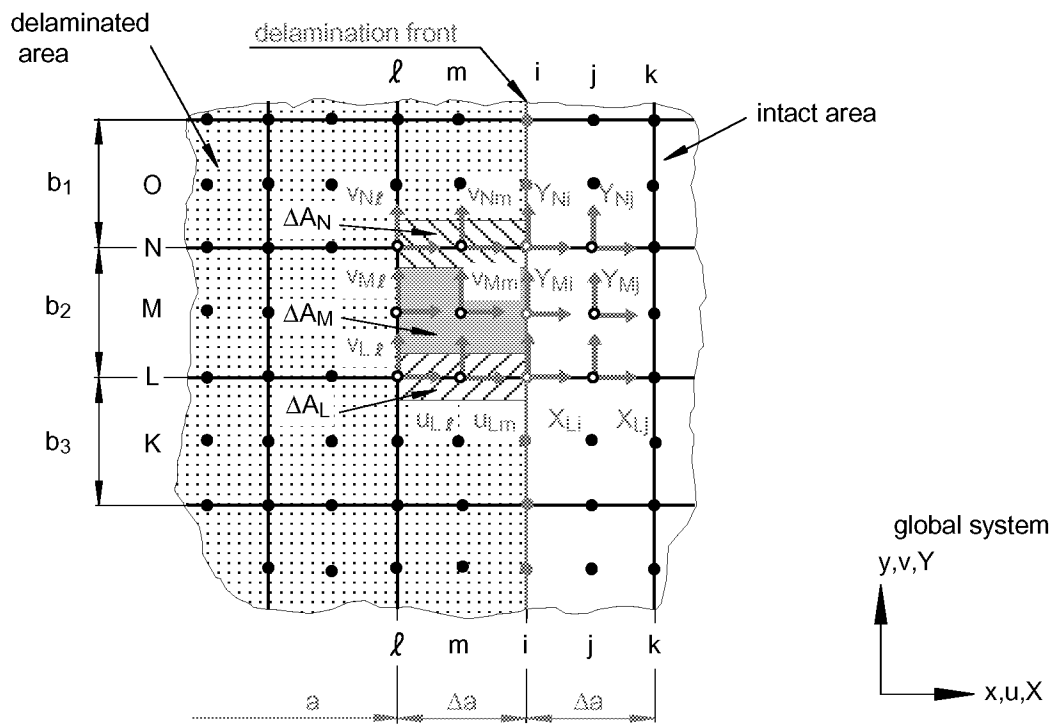 delaminated
area
delamination front
ℓ m i j k
intact area
b1
O
vNℓ vNm YNi YNj
ΔAN
N
vMℓ vMm YMi YMj
b2
M
ΔAM
vLℓ
L
ΔAL
uLℓ uLm XLi XLj
b3
K
global system
y,v,Y
ℓ m i j k
x,u,X
a Δa Δa